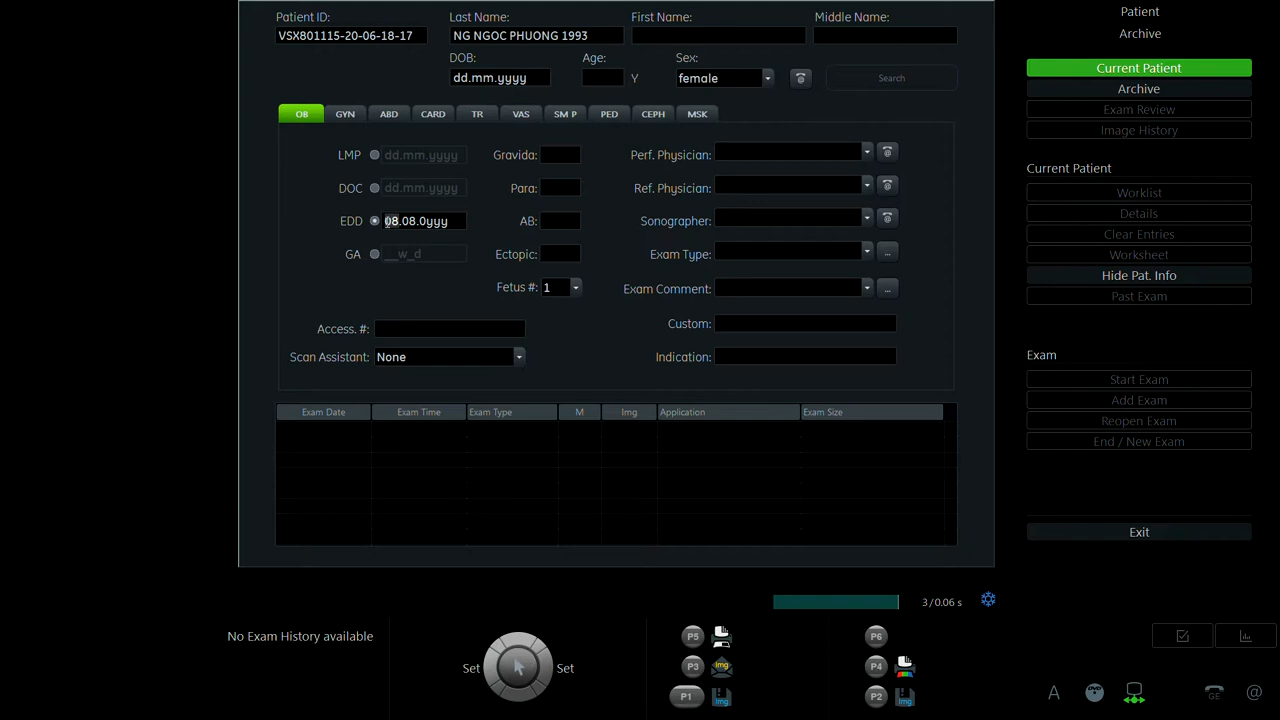 Patient ID: Last Name: First Name: Middle Name:
VSX801115-20-06-18-17 NG NGOC PHUONG 1993
DOB: Age: Sex:
dd.mm.yyyy Y female Search
OB GYN ABD CARD TR VAS SM P PED CEPH MSK
LMP dd.mm.yyyy Gravida: Perf. Physician:
DOC dd.mm.yyyy Para: Ref. Physician:
EDD 08.08.0yyy AB: Sonographer:
GA __w_d Ectopic: Exam Type: ...
Fetus #: 1 Exam Comment: ...
Access. #: Custom:
Scan Assistant: None Indication:
Exam Date Exam Time Exam Type M Img Application Exam Size
Patient
Archive
Current Patient
Archive
Exam Review
Image History
Current Patient
Worklist
Details
Clear Entries
Worksheet
Hide Pat. Info
Past Exam
Exam
Start Exam
Add Exam
Reopen Exam
End / New Exam
Exit
3/0.06 s
No Exam History available
Set Set
P5 P6
P3 Img P4
P1 Img P2 Img
A GE @